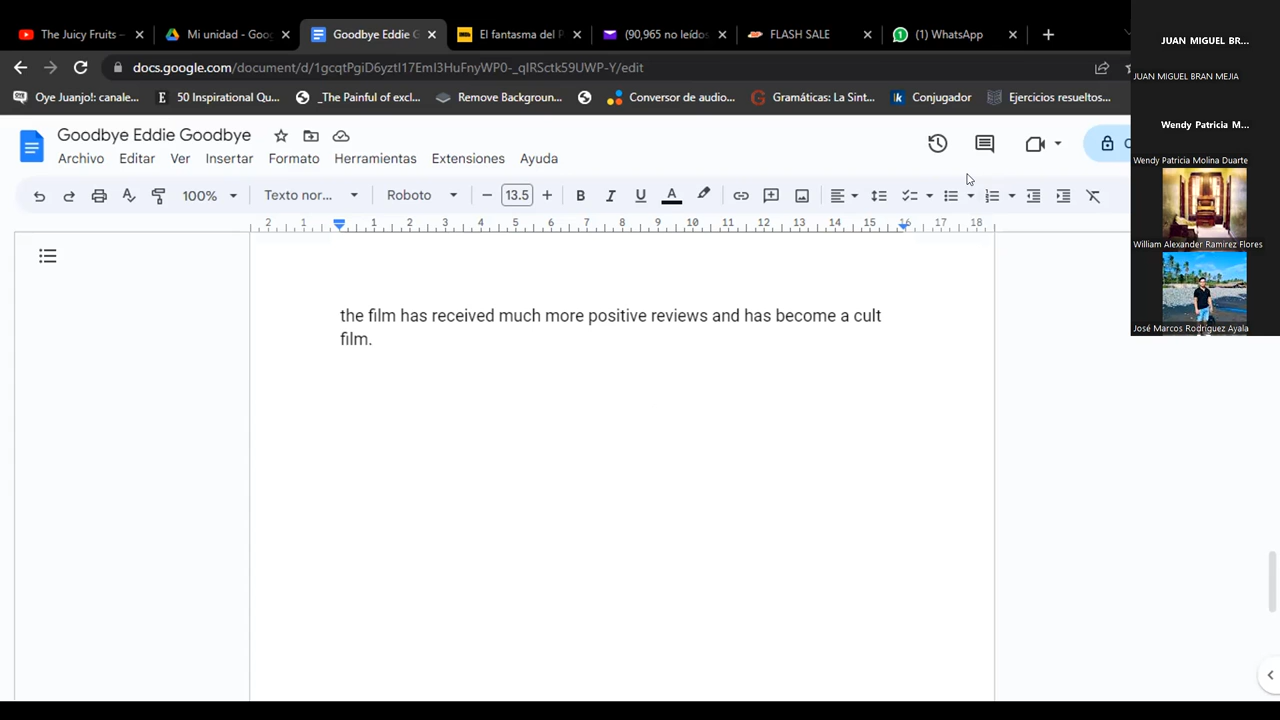 The Juicy Fruits –
Mi unidad - Goo
Goodbye Eddie G
El fantasma del P
(90,965 no leídos
FLASH SALE
(1) WhatsApp
docs.google.com/document/d/1gcqtPgiD6yztI17EmI3HuFnyWP0-_qIRSctk59UWP-Y/edit
Oye Juanjo!: canale...
50 Inspirational Qu...
_The Painful of excl...
Remove Backgroun...
Conversor de audio...
Gramáticas: La Sint...
Conjugador
Ejercicios resueltos...
Goodbye Eddie Goodbye
Archivo Editar Ver Insertar Formato Herramientas Extensiones Ayuda
100% Texto nor... Roboto 13.5
2 1 1 2 3 4 5 6 7 8 9 10 11 12 13 14 15 16 17 18
the film has received much more positive reviews and has become a cult
film.
JUAN MIGUEL BR...
JUAN MIGUEL BRAN MEJIA
Wendy Patricia M...
Wendy Patricia Molina Duarte
William Alexander Ramirez Flores
José Marcos Rodríguez Ayala